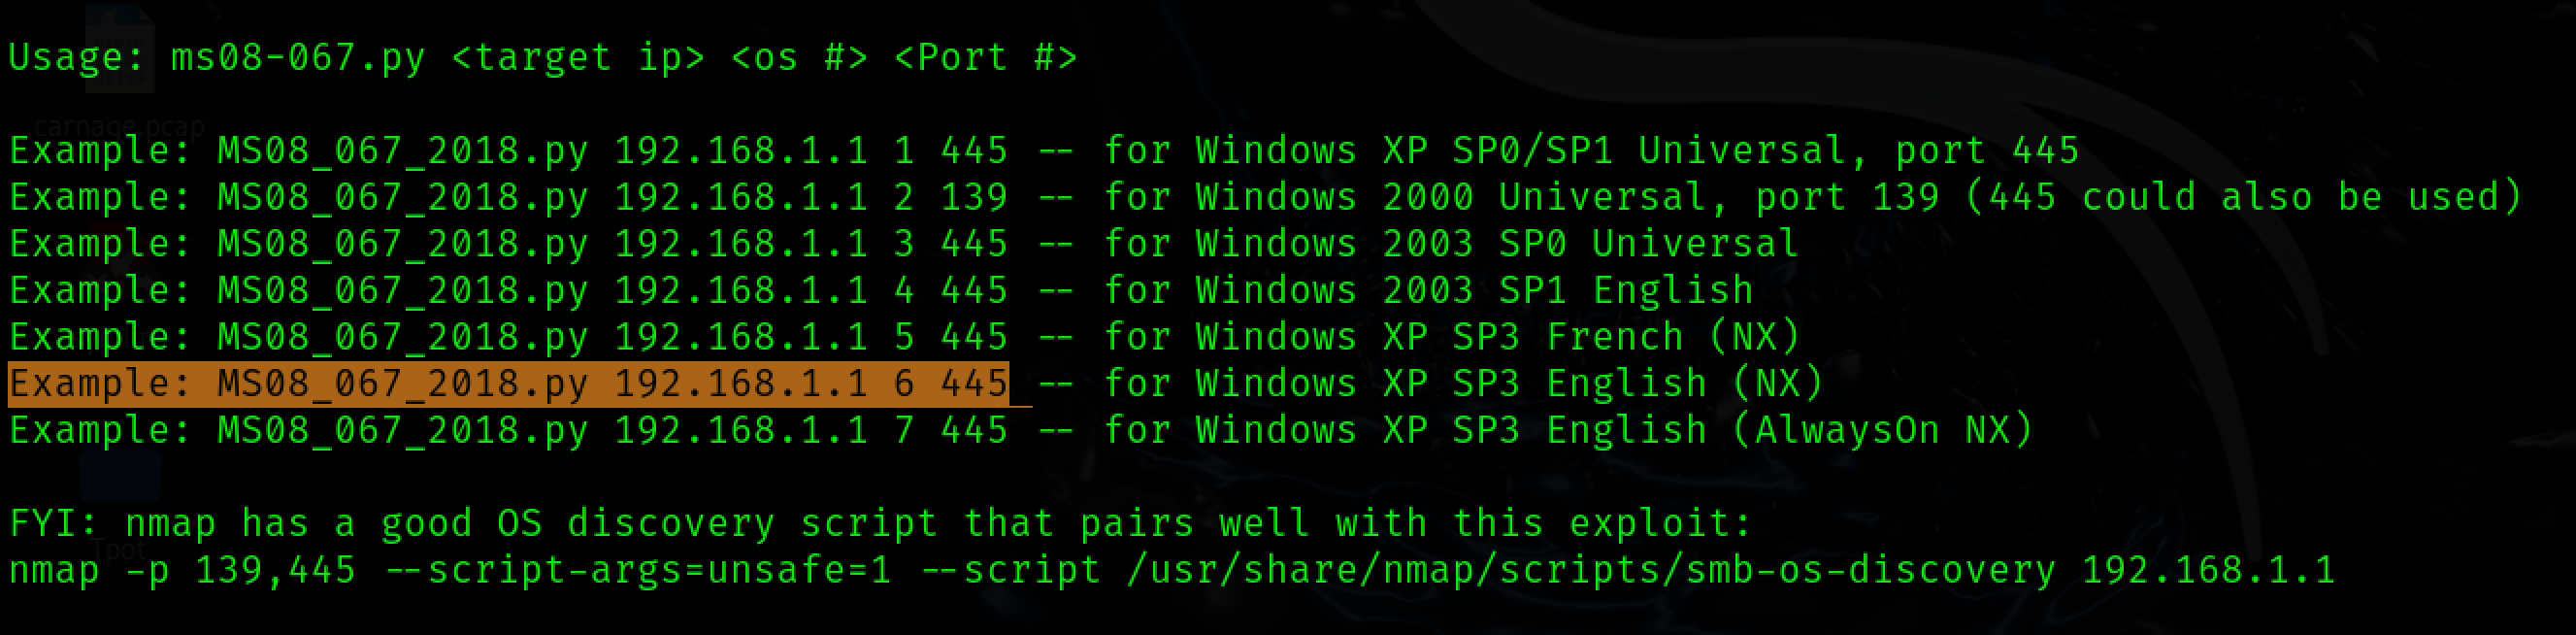 Usage: ms08-067.py <target ip> <os #> <Port #>
carnage.pcap
Example: MS08_067_2018.py 192.168.1.1 1 445 -- for Windows XP SP0/SP1 Universal, port 445
Example: MS08_067_2018.py 192.168.1.1 2 139 -- for Windows 2000 Universal, port 139 (445 could also be used)
Example: MS08_067_2018.py 192.168.1.1 3 445 -- for Windows 2003 SP0 Universal
Example: MS08_067_2018.py 192.168.1.1 4 445 -- for Windows 2003 SP1 English
Example: MS08_067_2018.py 192.168.1.1 5 445 -- for Windows XP SP3 French (NX)
Example: MS08_067_2018.py 192.168.1.1 6 445 -- for Windows XP SP3 English (NX)
Example: MS08_067_2018.py 192.168.1.1 7 445 -- for Windows XP SP3 English (AlwaysOn NX)
FYI: nmap has a good OS discovery script that pairs well with this exploit:
Tpot
nmap -p 139,445 --script-args=unsafe=1 --script /usr/share/nmap/scripts/smb-os-discovery 192.168.1.1